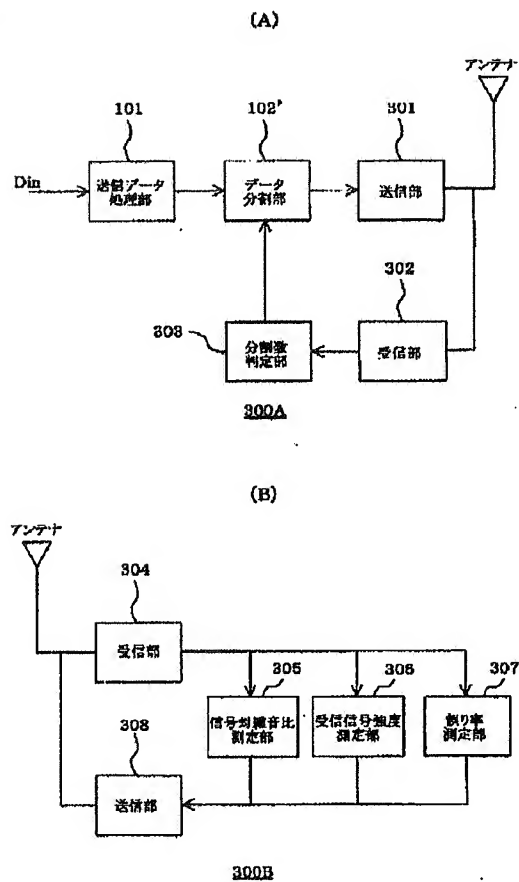 (A)
アンテナ
101
102'
301
Din
送信データ
処理部
データ
分割部
送信部
302
303
分割数
判定部
受信部
300A
(B)
アンテナ
304
受信部
305
306
307
信号対雑音比
測定部
受信信号強度
測定部
誤り率
測定部
308
送信部
300B